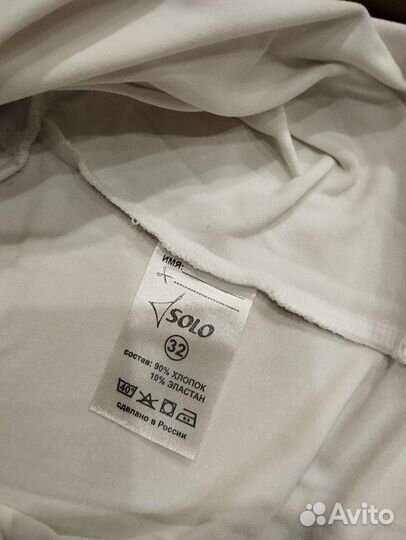 ИМЯ:
SOLO
32
состав: 90% ХЛОПОК
10% ЭЛАСТАН
40°
сделано в России
Avito